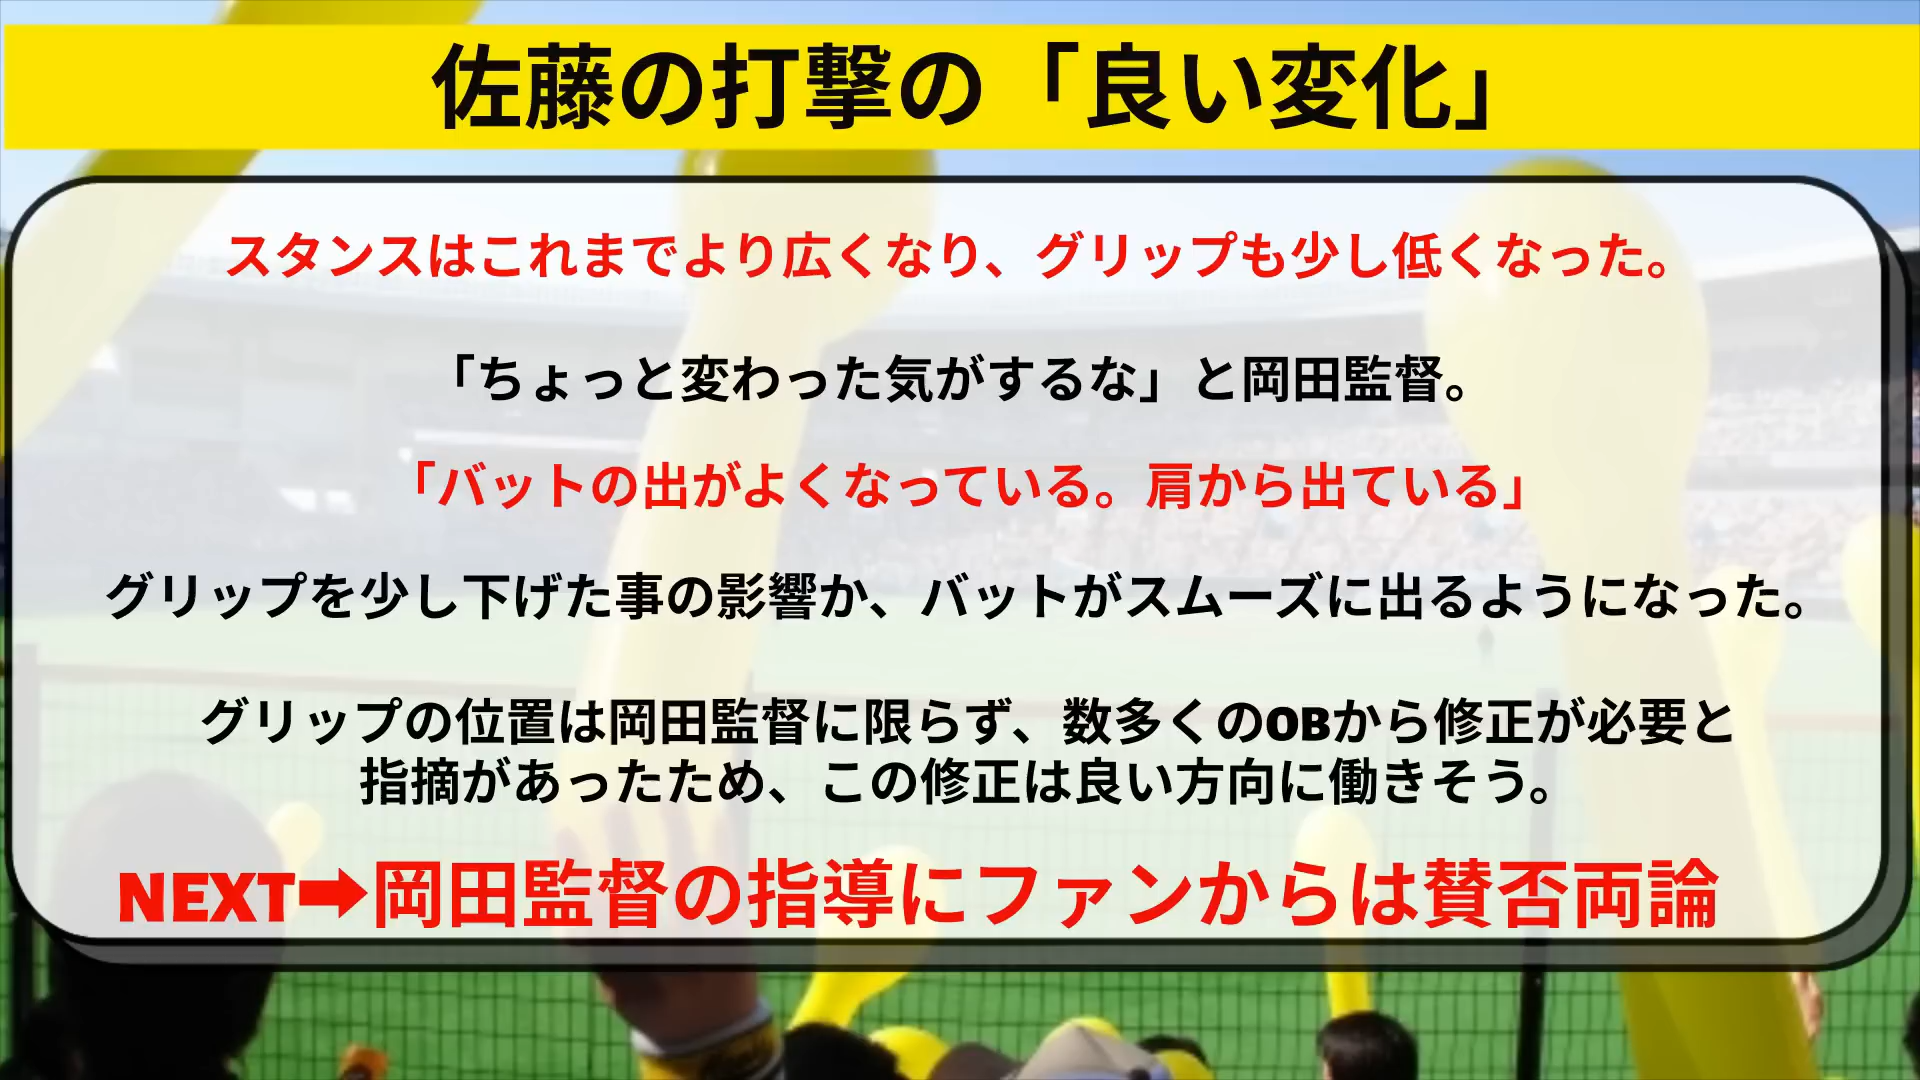 佐藤の打撃の「良い変化」
スタンスはこれまでより広くなり、グリップも少し低くなった。
「ちょっと変わった気がするな」と岡田監督。
「バットの出がよくなっている。肩から出ている」
グリップを少し下げた事の影響か、バットがスムーズに出るようになった。
グリップの位置は岡田監督に限らず、数多くのOBから修正が必要と
指摘があったため、この修正は良い方向に働きそう。
NEXT➡岡田監督の指導にファンからは賛否両論